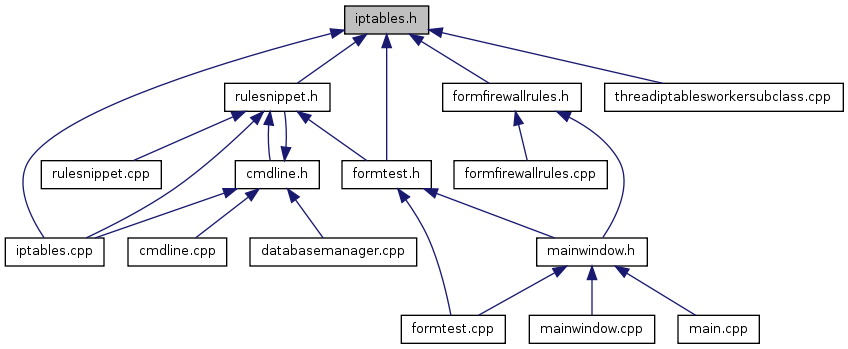 iptables.h
rulesnippet.h
formfirewallrules.h
threadiptablesworkersubclass.cpp
rulesnippet.cpp
cmdline.h
formtest.h
formfirewallrules.cpp
iptables.cpp
cmdline.cpp
databasemanager.cpp
mainwindow.h
formtest.cpp
mainwindow.cpp
main.cpp